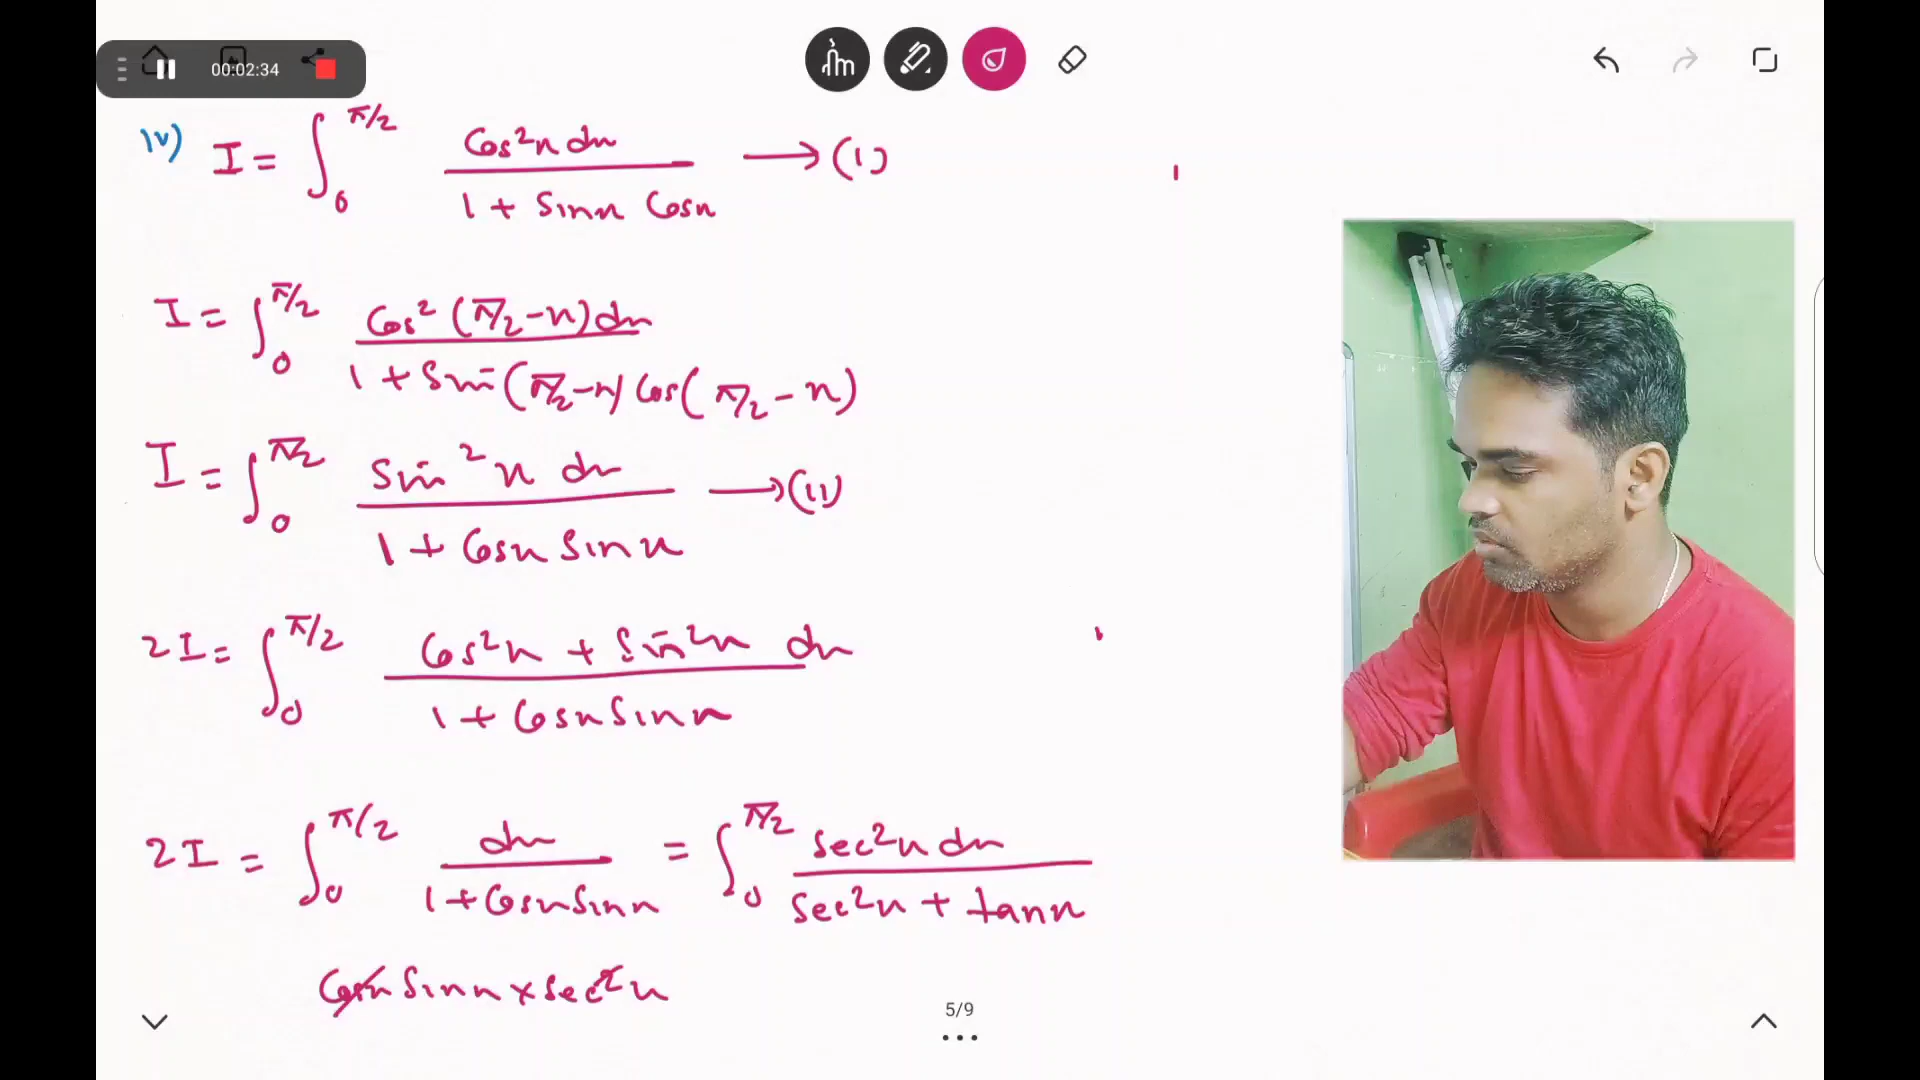 00:02:34
iv) I = ∫₀^π/2 Cos²x dx / 1 + Sinx Cosx → (i)
I = ∫₀^π/2 Cos² (π/2 - x) dx / 1 + Sin (π/2 - x) Cos (π/2 - x)
I = ∫₀^π/2 Sin²x dx / 1 + Cosx Sinx → (ii)
2I = ∫₀^π/2 Cos²x + Sin²x dx / 1 + Cosx Sinx
2I = ∫₀^π/2 dx / 1 + Cosx Sinx = ∫₀^π/2 Sec²x dx / Sec²x + tanx
Cosx Sinx × Sec²x
5/9